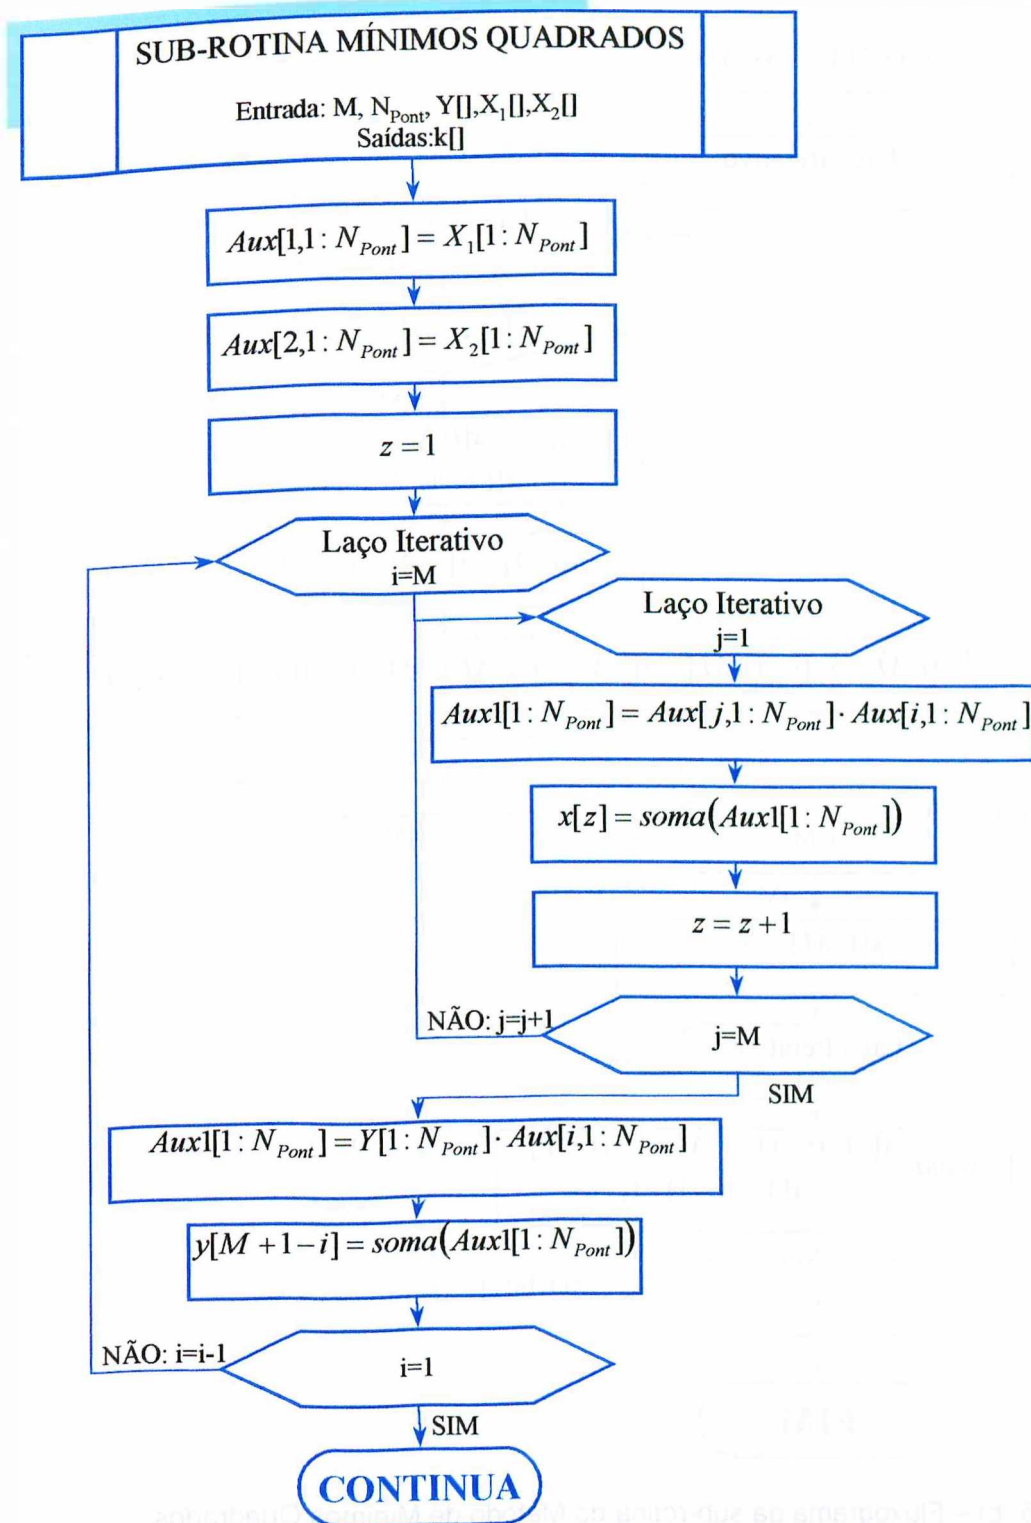 SUB-ROTINA MÍNIMOS QUADRADOS
Entrada: M, N_Pont, Y[],X_1[],X_2[]
Saídas:k[]
Aux[1,1 : N_Pont] = X_1[1 : N_Pont]
Aux[2,1 : N_Pont] = X_2[1 : N_Pont]
z = 1
Laço Iterativo
i=M
Laço Iterativo
j=1
Aux1[1 : N_Pont] = Aux[j,1 : N_Pont] · Aux[i,1 : N_Pont]
x[z] = soma(Aux1[1 : N_Pont])
z = z + 1
NÃO: j=j+1
j=M
SIM
Aux1[1 : N_Pont] = Y[1 : N_Pont] · Aux[i,1 : N_Pont]
y[M + 1 − i] = soma(Aux1[1 : N_Pont])
NÃO: i=i-1
i=1
SIM
CONTINUA